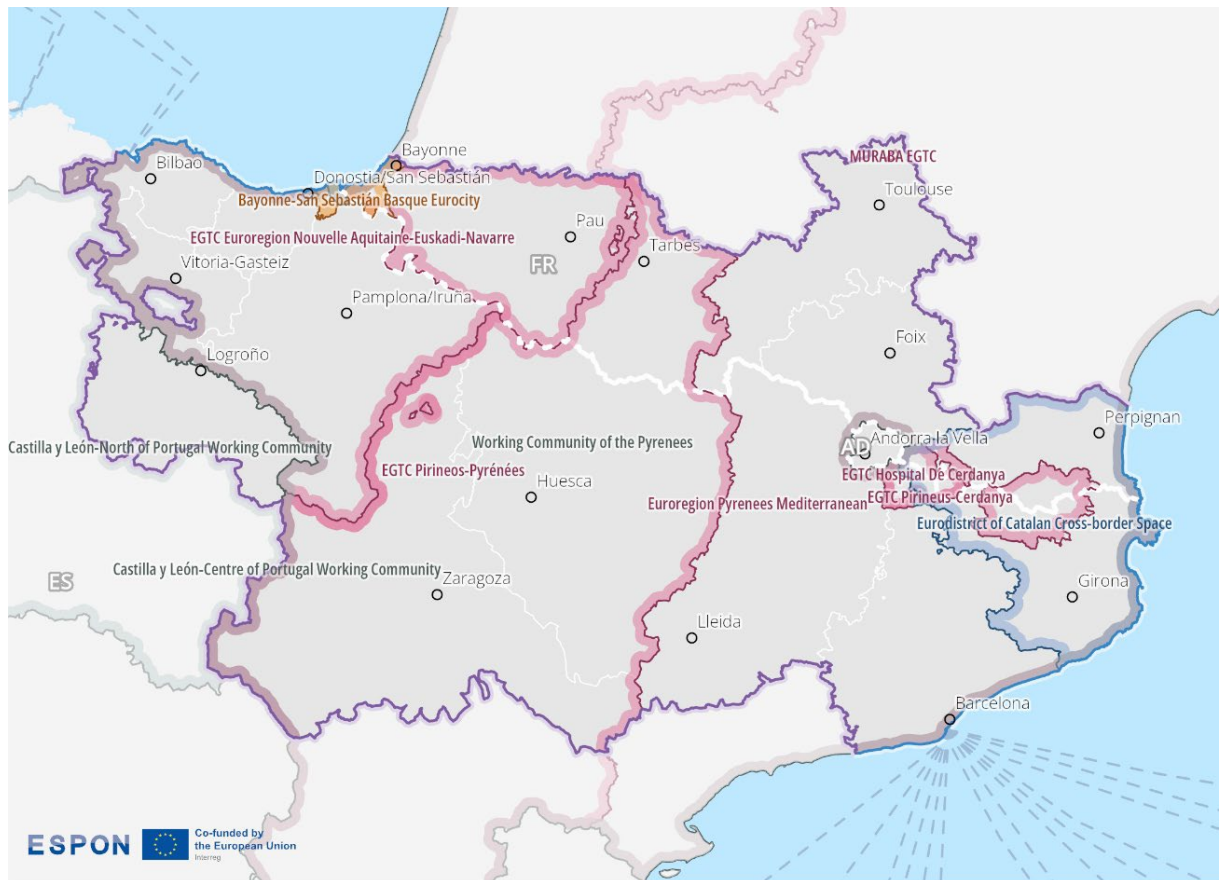 Bayonne
Bilbao
MURABA EGTC
Donostia/San Sebastián
Toulouse
Bayonne-San Sebastián Basque Eurocity
Pau
EGTC Euroregion Nouvelle Aquitaine-Euskadi-Navarre
Tarbes
Vitoria-Gasteiz
FR
Pamplona/Iruña
Foix
Logroño
Perpignan
Castilla y León-North of Portugal Working Community
Working Community of the Pyrenees
Andorra la Vella
AD
EGTC Pirineos-Pyrénées
EGTC Hospital De Cerdanya
Huesca
EGTC Pirineus-Cerdanya
Euroregion Pyrenees Mediterranean
Eurodistrict of Catalan Cross-border Space
Castilla y León-Centre of Portugal Working Community
ES
Zaragoza
Girona
Lleida
Barcelona
ESPON
Co-funded by
the European Union
Interreg